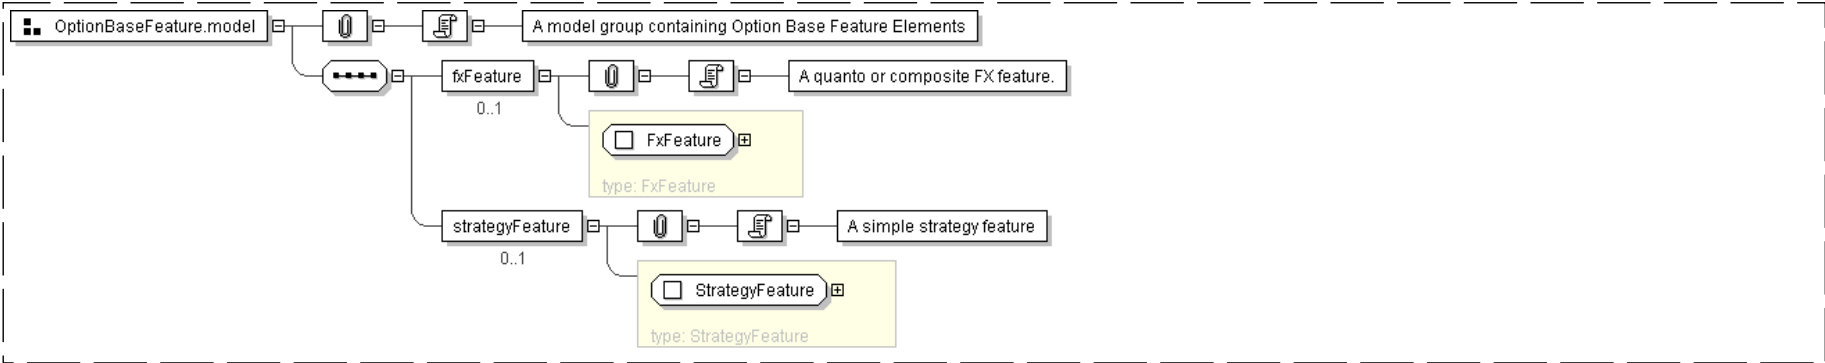 OptionBaseFeature.model
A model group containing Option Base Feature Elements
fxFeature
A quanto or composite FX feature.
0..1
FxFeature
type: FxFeature
strategyFeature
A simple strategy feature
0..1
StrategyFeature
type: StrategyFeature